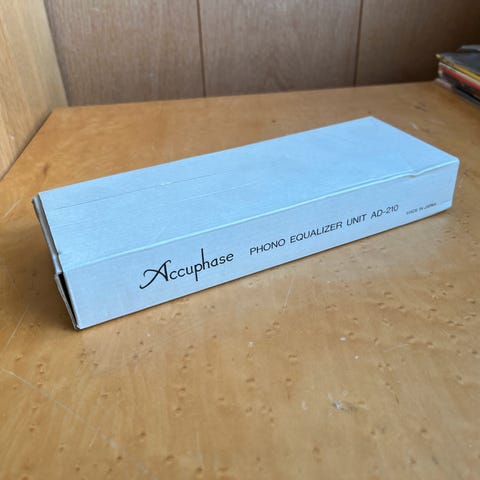 Accuphase PHONO EQUALIZER UNIT AD-210 MADE IN JAPAN